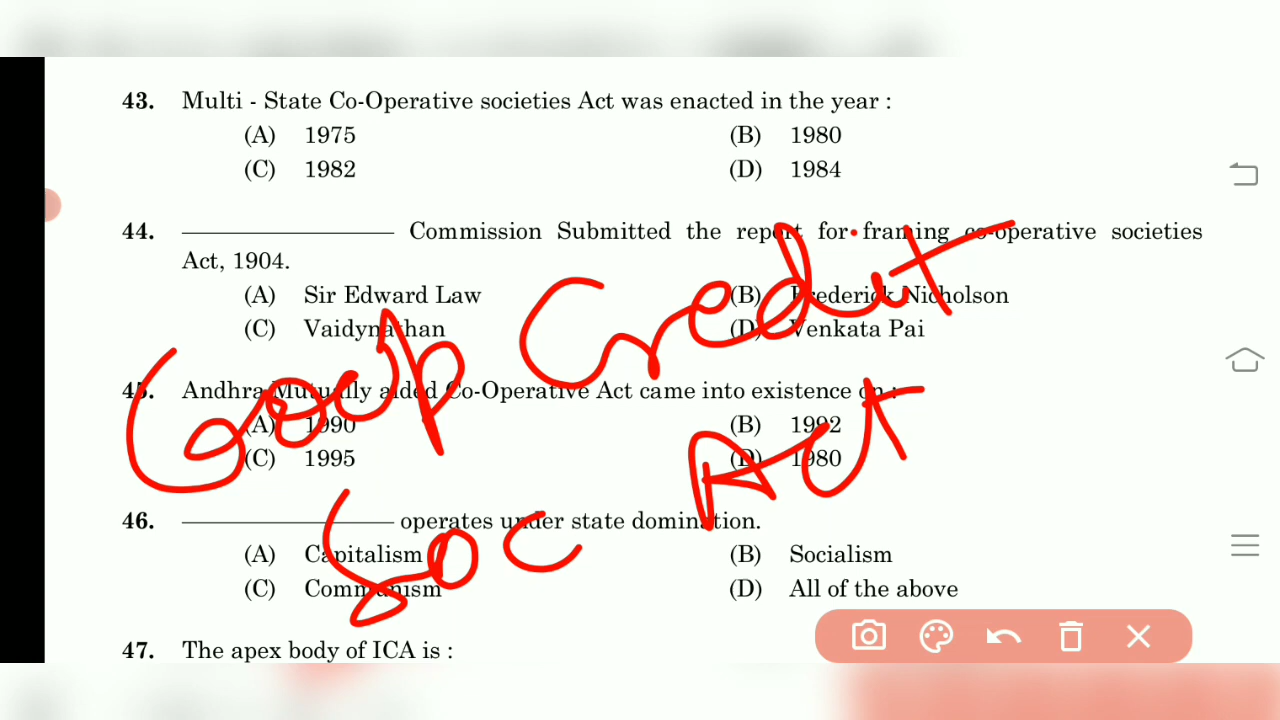 43. Multi - State Co-Operative societies Act was enacted in the year :
(A) 1975 (B) 1980
(C) 1982 (D) 1984
44. ______ Commission Submitted the report for framing co-operative societies
Act, 1904.
(A) Sir Edward Law (B) Frederick Nicholson
(C) Vaidynathan (D) Venkata Pai
Coop Credit
45. Andhra Mutually aided Co-Operative Act came into existence on :
(A) 1990 (B) 1992
(C) 1995 (D) 1980
Soc Act
46. ______ operates under state domination.
(A) Capitalism (B) Socialism
(C) Communism (D) All of the above
47. The apex body of ICA is :